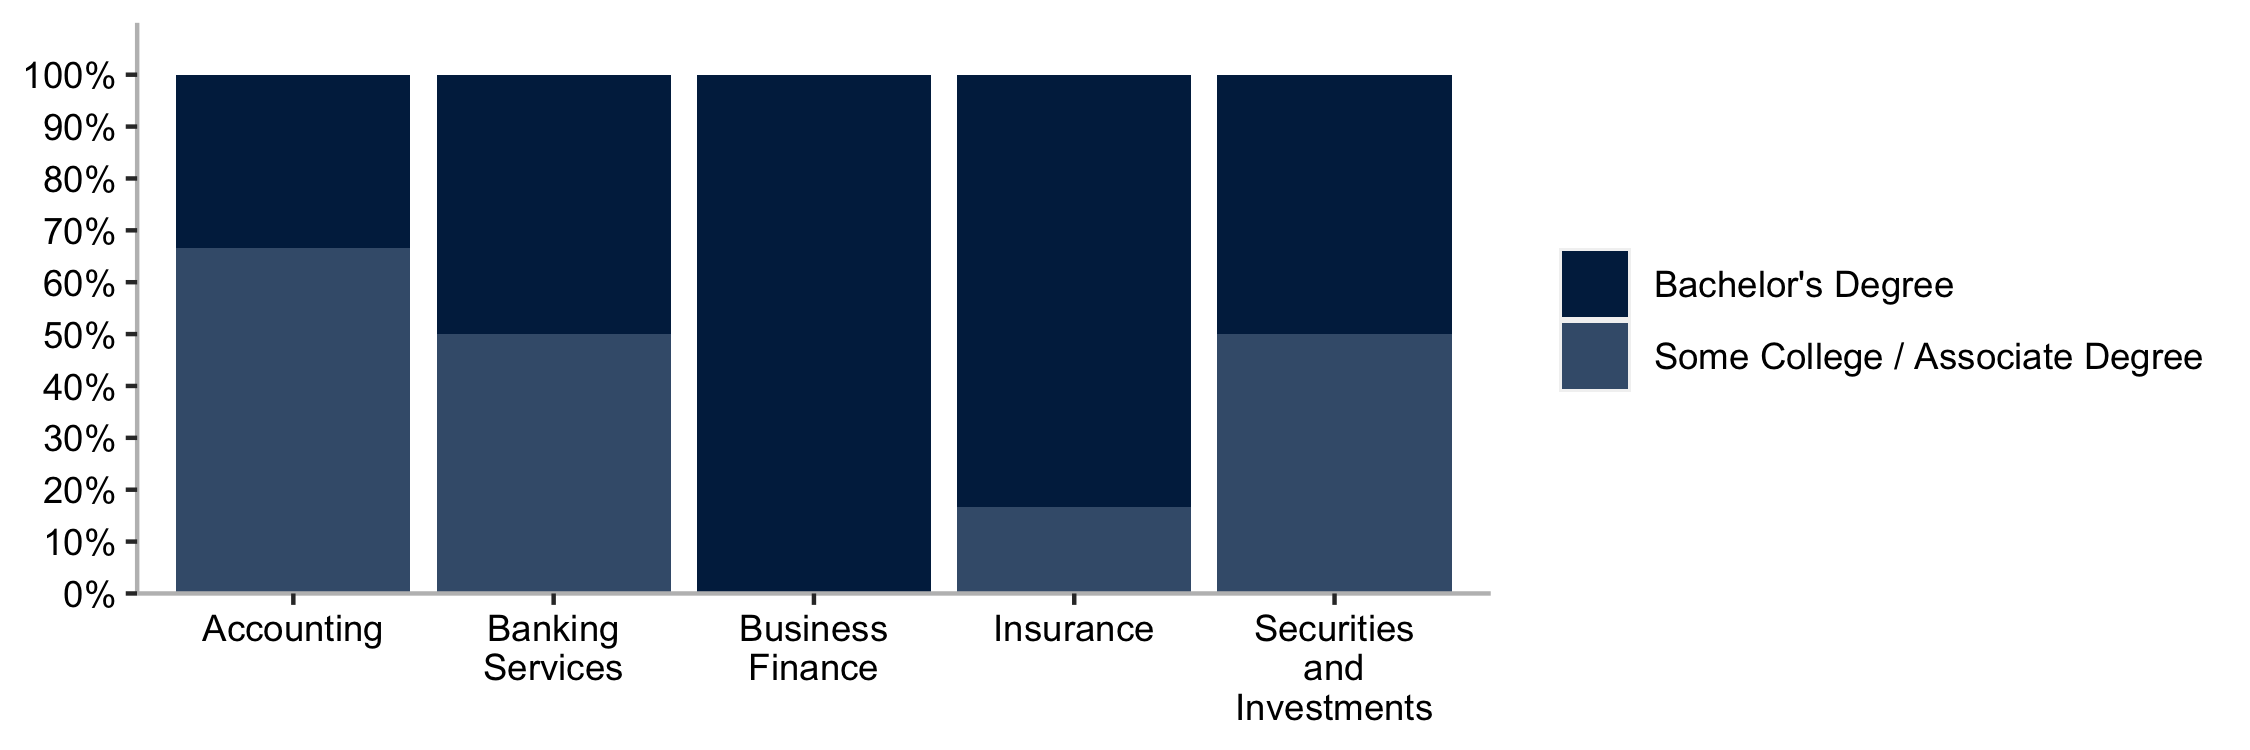 100%
90%
80%
70%
60%
50%
40%
30%
20%
10%
0%
Accounting
Banking
Services
Business
Finance
Insurance
Securities
and
Investments
Bachelor's Degree
Some College / Associate Degree